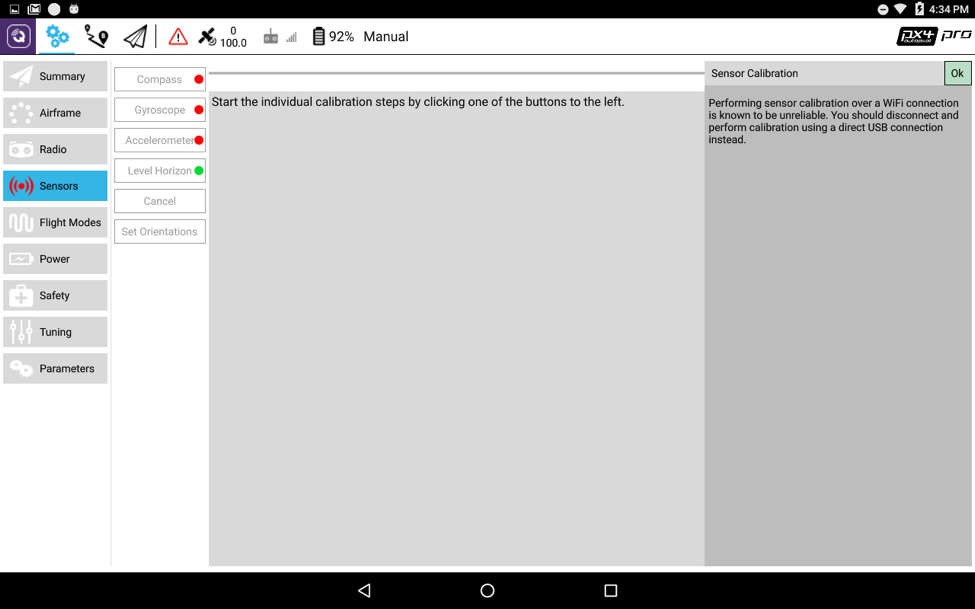 4:34 PM
0
100.0
92%
Manual
px4
pro
Summary
Airframe
Radio
Sensors
Flight Modes
Power
Safety
Tuning
Parameters
Compass
Gyroscope
Accelerometer
Level Horizon
Cancel
Set Orientations
Start the individual calibration steps by clicking one of the buttons to the left.
Sensor Calibration
Ok
Performing sensor calibration over a WiFi connection
is known to be unreliable. You should disconnect and
perform calibration using a direct USB connection
instead.